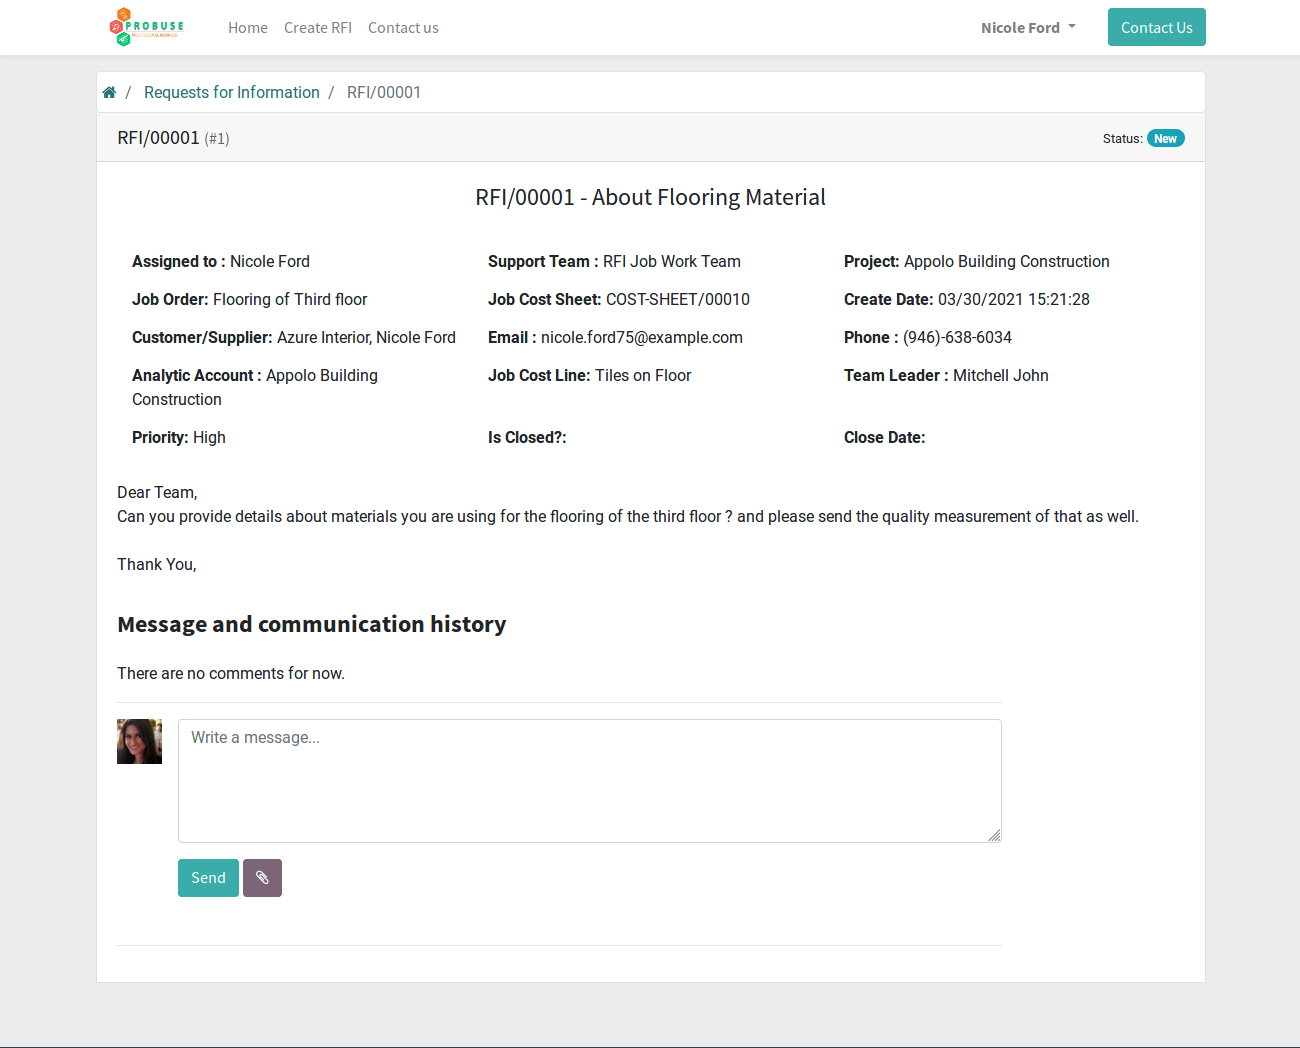 PROBUSE
PROFESSIONAL BUSINESS
Home
Create RFI
Contact us
Nicole Ford
Contact Us
/ Requests for Information / RFI/00001
RFI/00001 (#1)
Status: New
RFI/00001 - About Flooring Material
Assigned to : Nicole Ford
Support Team : RFI Job Work Team
Project: Appolo Building Construction
Job Order: Flooring of Third floor
Job Cost Sheet: COST-SHEET/00010
Create Date: 03/30/2021 15:21:28
Customer/Supplier: Azure Interior, Nicole Ford
Email : nicole.ford75@example.com
Phone : (946)-638-6034
Analytic Account : Appolo Building
Construction
Job Cost Line: Tiles on Floor
Team Leader : Mitchell John
Priority: High
Is Closed?:
Close Date:
Dear Team,
Can you provide details about materials you are using for the flooring of the third floor ? and please send the quality measurement of that as well.
Thank You,
Message and communication history
There are no comments for now.
Write a message...
Send